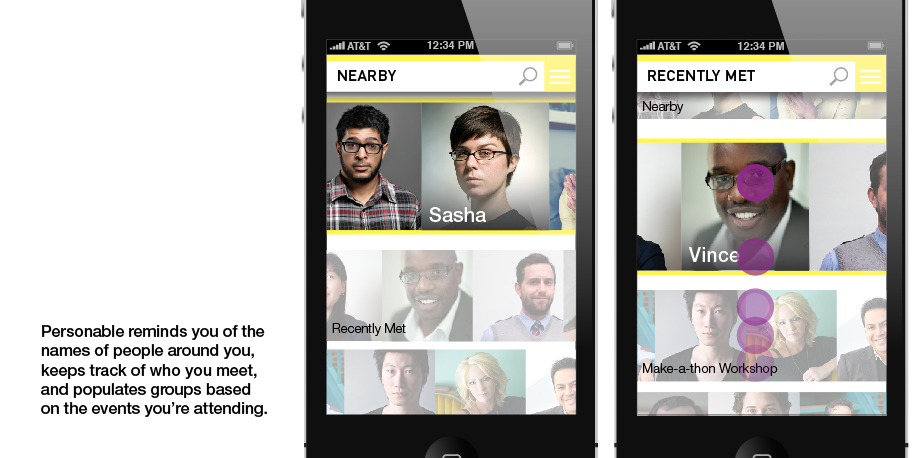 AT&T 12:34 PM
NEARBY
Sasha
Recently Met
AT&T 12:34 PM
RECENTLY MET
Nearby
Vince
Make-a-thon Workshop
Personable reminds you of the
names of people around you,
keeps track of who you meet,
and populates groups based
on the events you're attending.